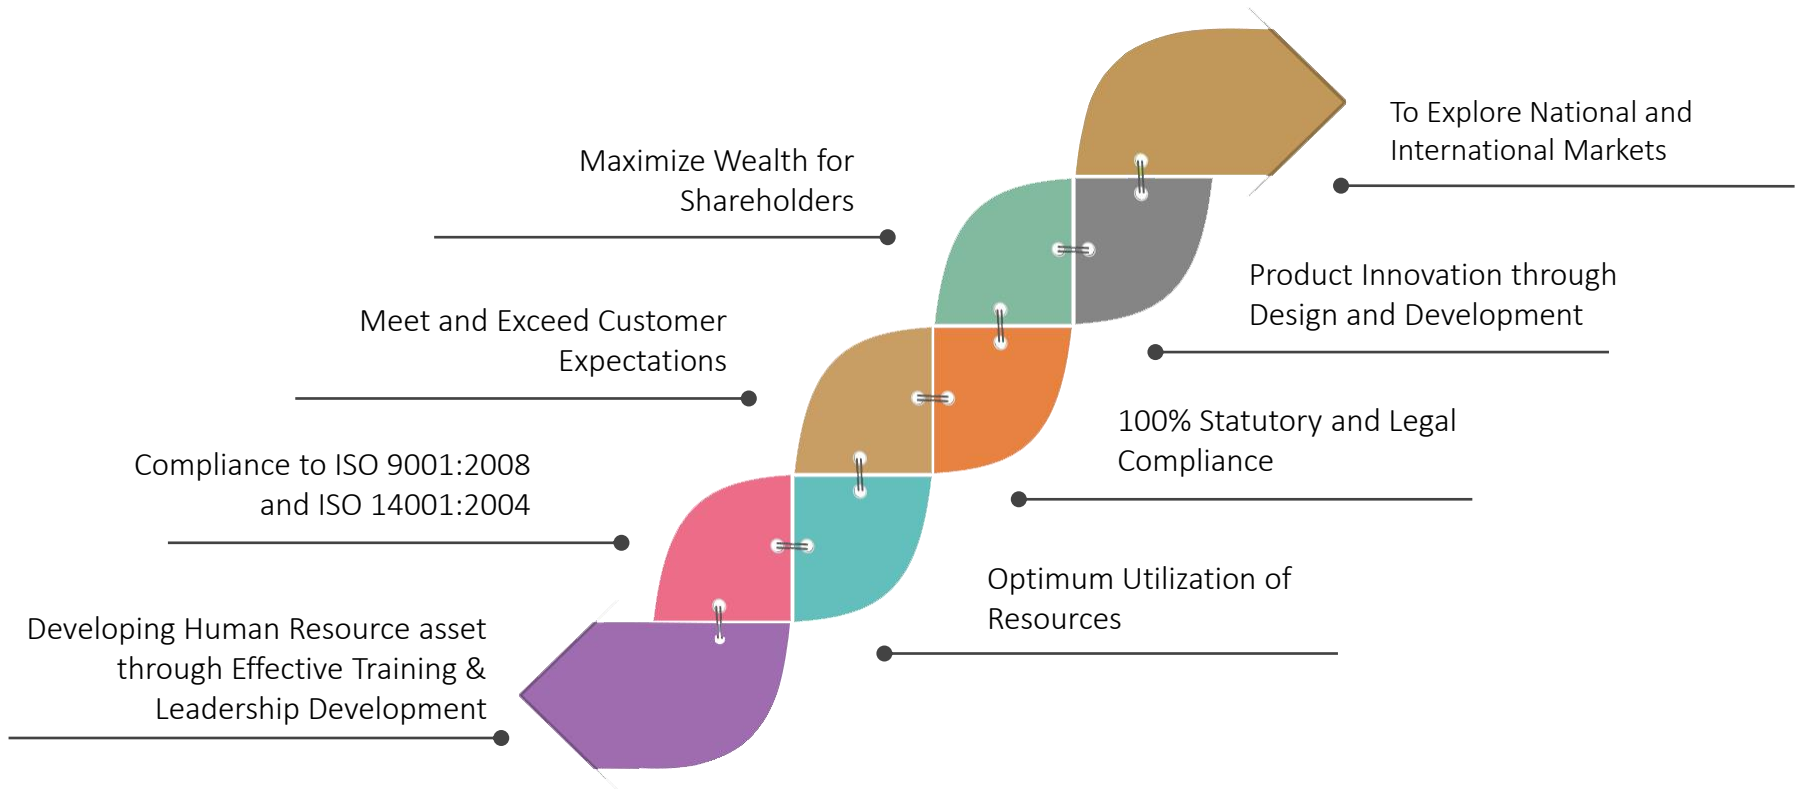 To Explore National and
International Markets
Maximize Wealth for
Shareholders
Product Innovation through
Design and Development
Meet and Exceed Customer
Expectations
100% Statutory and Legal
Compliance
Compliance to ISO 9001:2008
and ISO 14001:2004
Optimum Utilization of
Resources
Developing Human Resource asset
through Effective Training &
Leadership Development